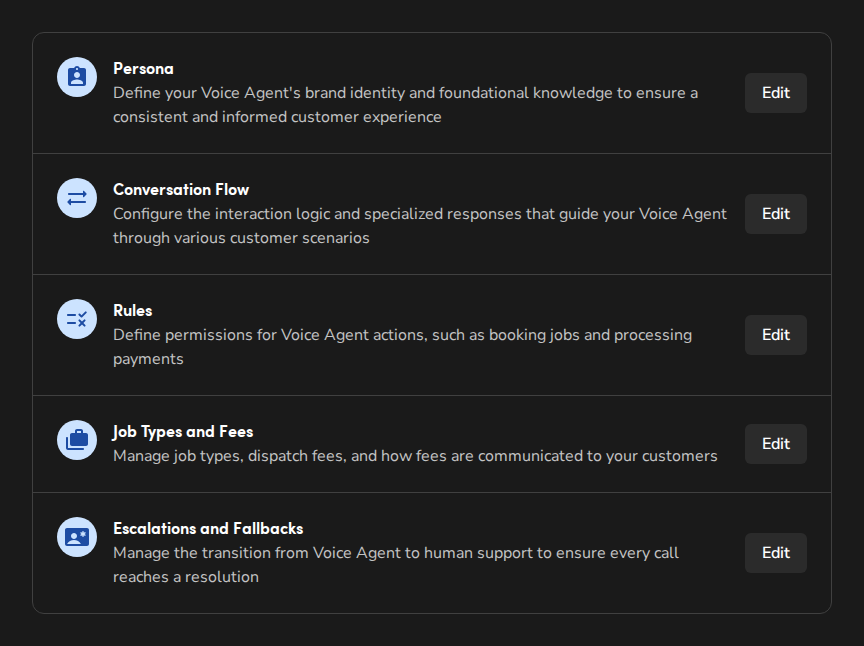 Persona
Define your Voice Agent's brand identity and foundational knowledge to ensure a
consistent and informed customer experience
Edit
Conversation Flow
Configure the interaction logic and specialized responses that guide your Voice Agent
through various customer scenarios
Edit
Rules
Define permissions for Voice Agent actions, such as booking jobs and processing
payments
Edit
Job Types and Fees
Manage job types, dispatch fees, and how fees are communicated to your customers
Edit
Escalations and Fallbacks
Manage the transition from Voice Agent to human support to ensure every call
reaches a resolution
Edit